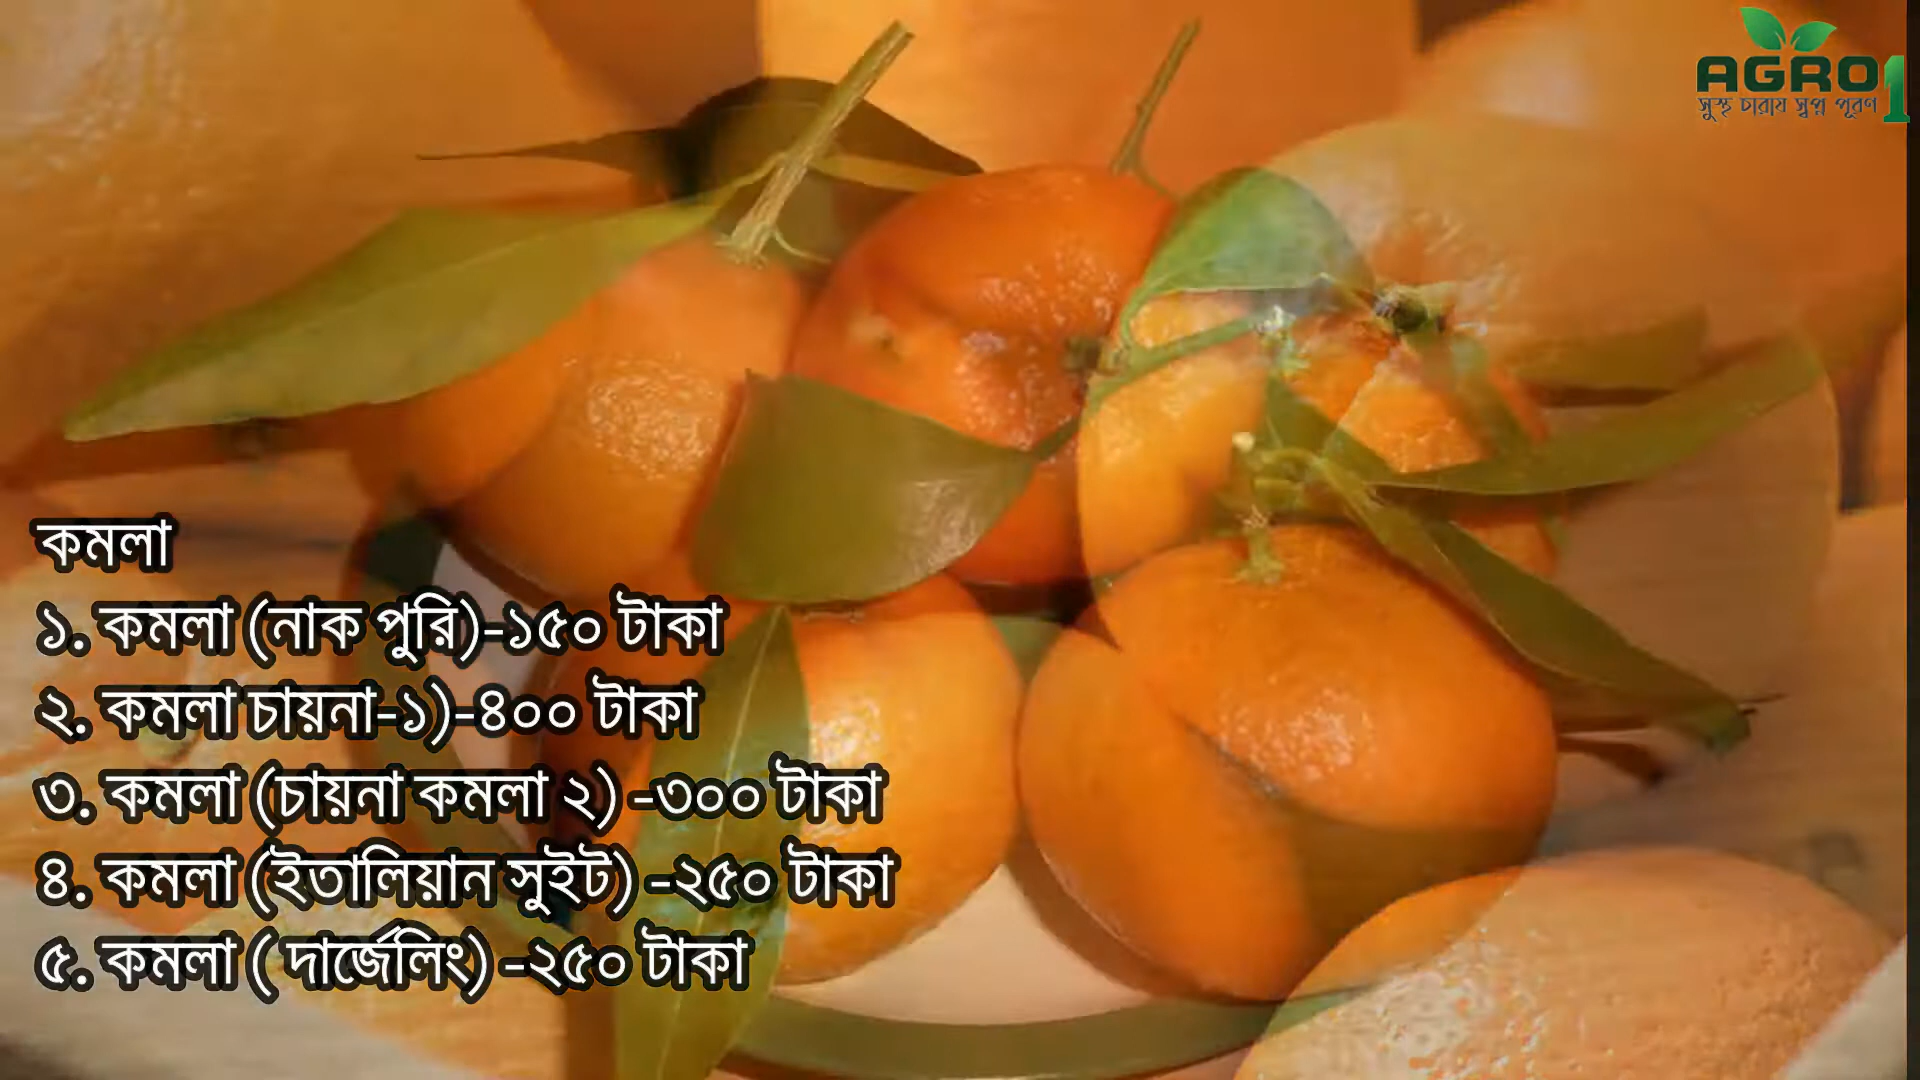 AGRO1
সুস্থ চারায় স্বপ্ন পূরণ
কমলা
১. কমলা (নাক পুরি)-১৫০ টাকা
২. কমলা চায়না-১)-৪০০ টাকা
৩. কমলা (চায়না কমলা ২) -৩০০ টাকা
৪. কমলা (ইতালিয়ান সুইট) -২৫০ টাকা
৫. কমলা ( দার্জেলিং) -২৫০ টাকা